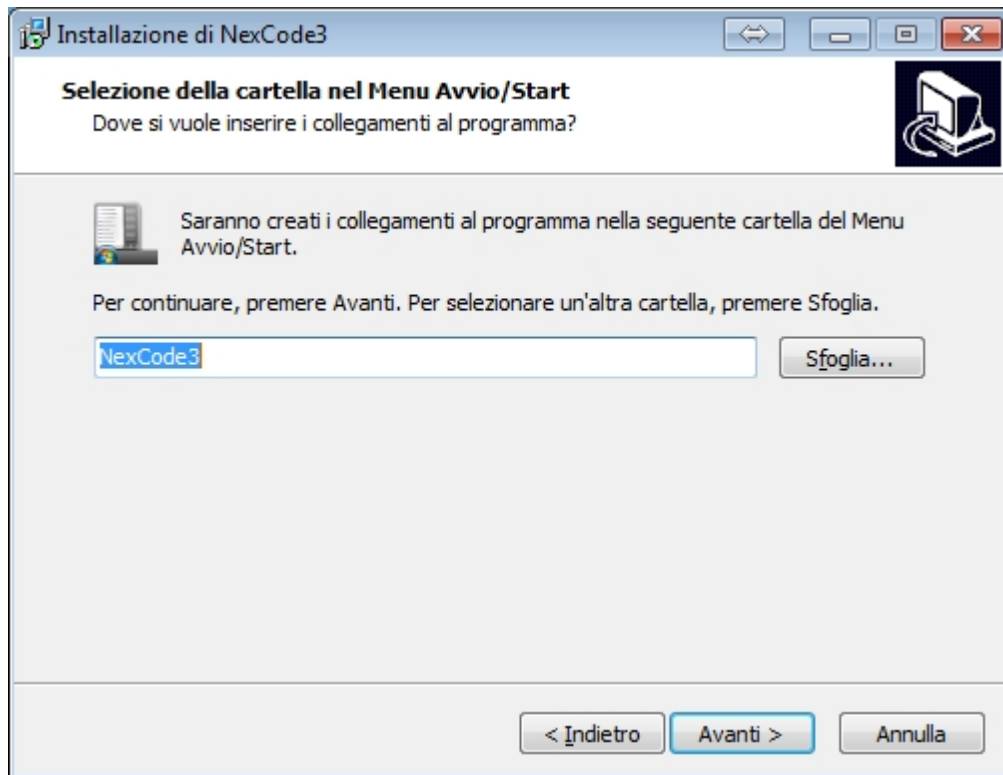 Installazione di NexCode3
Selezione della cartella nel Menu Avvio/Start
Dove si vuole inserire i collegamenti al programma?
Saranno creati i collegamenti al programma nella seguente cartella del Menu
Avvio/Start.
Per continuare, premere Avanti. Per selezionare un'altra cartella, premere Sfoglia.
NexCode3
Sfoglia...
< Indietro
Avanti >
Annulla